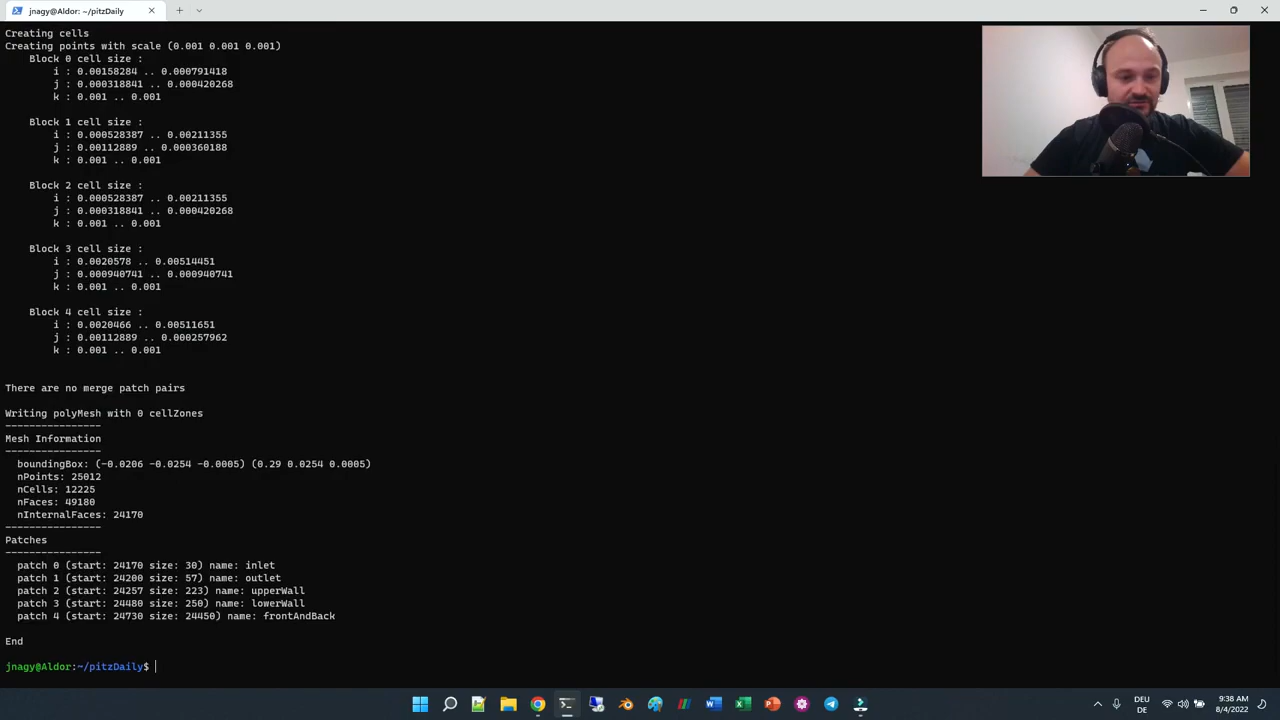 jnagy@Aldor: ~/pitzDaily
Creating cells
Creating points with scale (0.001 0.001 0.001)
    Block 0 cell size :
        i : 0.00158284 .. 0.000791418
        j : 0.000318841 .. 0.000420268
        k : 0.001 .. 0.001

    Block 1 cell size :
        i : 0.000528387 .. 0.00211355
        j : 0.00112889 .. 0.000360188
        k : 0.001 .. 0.001

    Block 2 cell size :
        i : 0.000528387 .. 0.00211355
        j : 0.000318841 .. 0.000420268
        k : 0.001 .. 0.001

    Block 3 cell size :
        i : 0.0020578 .. 0.00514451
        j : 0.000940741 .. 0.000940741
        k : 0.001 .. 0.001

    Block 4 cell size :
        i : 0.0020466 .. 0.00511651
        j : 0.00112889 .. 0.000257962
        k : 0.001 .. 0.001

There are no merge patch pairs

Writing polyMesh with 0 cellZones
----------------
Mesh Information
----------------
  boundingBox: (-0.0206 -0.0254 -0.0005) (0.29 0.0254 0.0005)
  nPoints: 25012
  nCells: 12225
  nFaces: 49180
  nInternalFaces: 24170
----------------
Patches
----------------
  patch 0 (start: 24170 size: 30) name: inlet
  patch 1 (start: 24200 size: 57) name: outlet
  patch 2 (start: 24257 size: 223) name: upperWall
  patch 3 (start: 24480 size: 250) name: lowerWall
  patch 4 (start: 24730 size: 24450) name: frontAndBack

End

jnagy@Aldor:~/pitzDaily$
DEU
DE
9:38 AM
8/4/2022